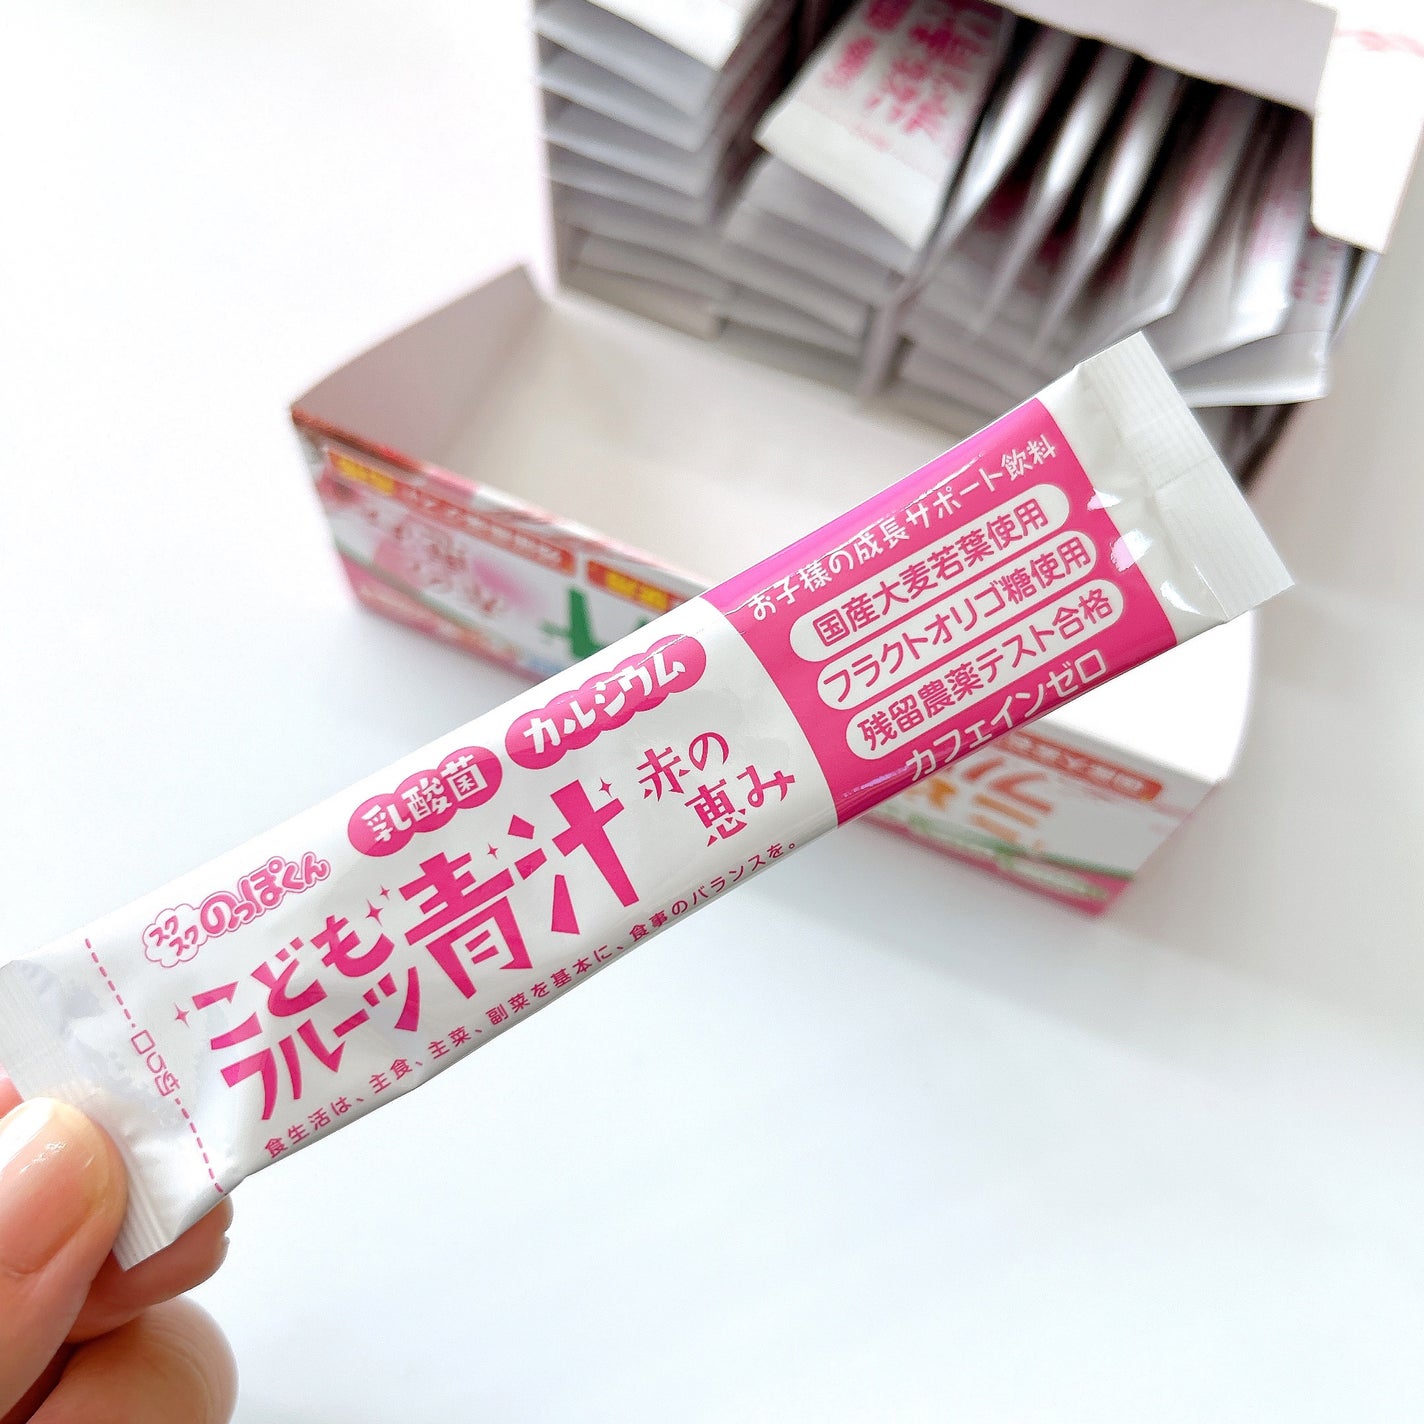 スクスク
のっぽくん
乳酸菌
カルシウム
こども
フルーツ
青汁
赤の
恵み
食生活は、主食、主菜、副菜を基本に、食事のバランスを。
切り口
お子様の成長サポート飲料
国産大麦若葉使用
フラクトオリゴ糖使用
残留農薬テスト合格
カフェインゼロ